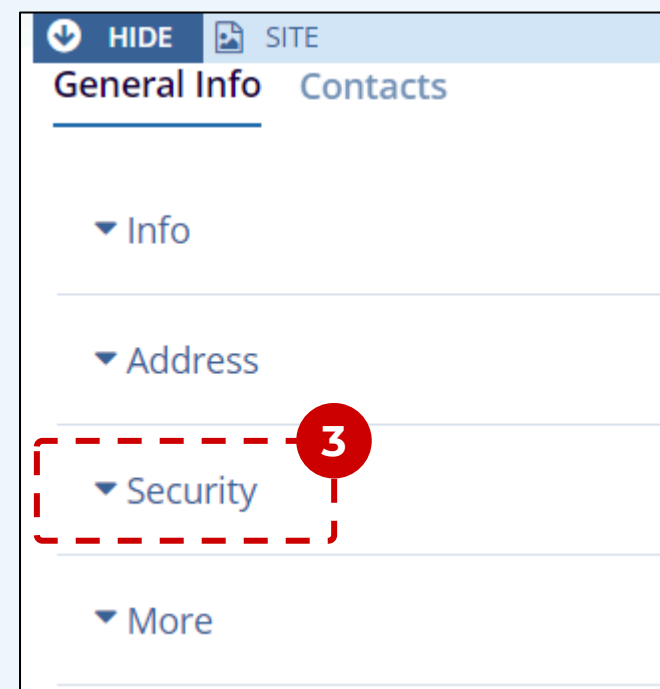 HIDE SITE
General Info Contacts
Info
Address
3
Security
More